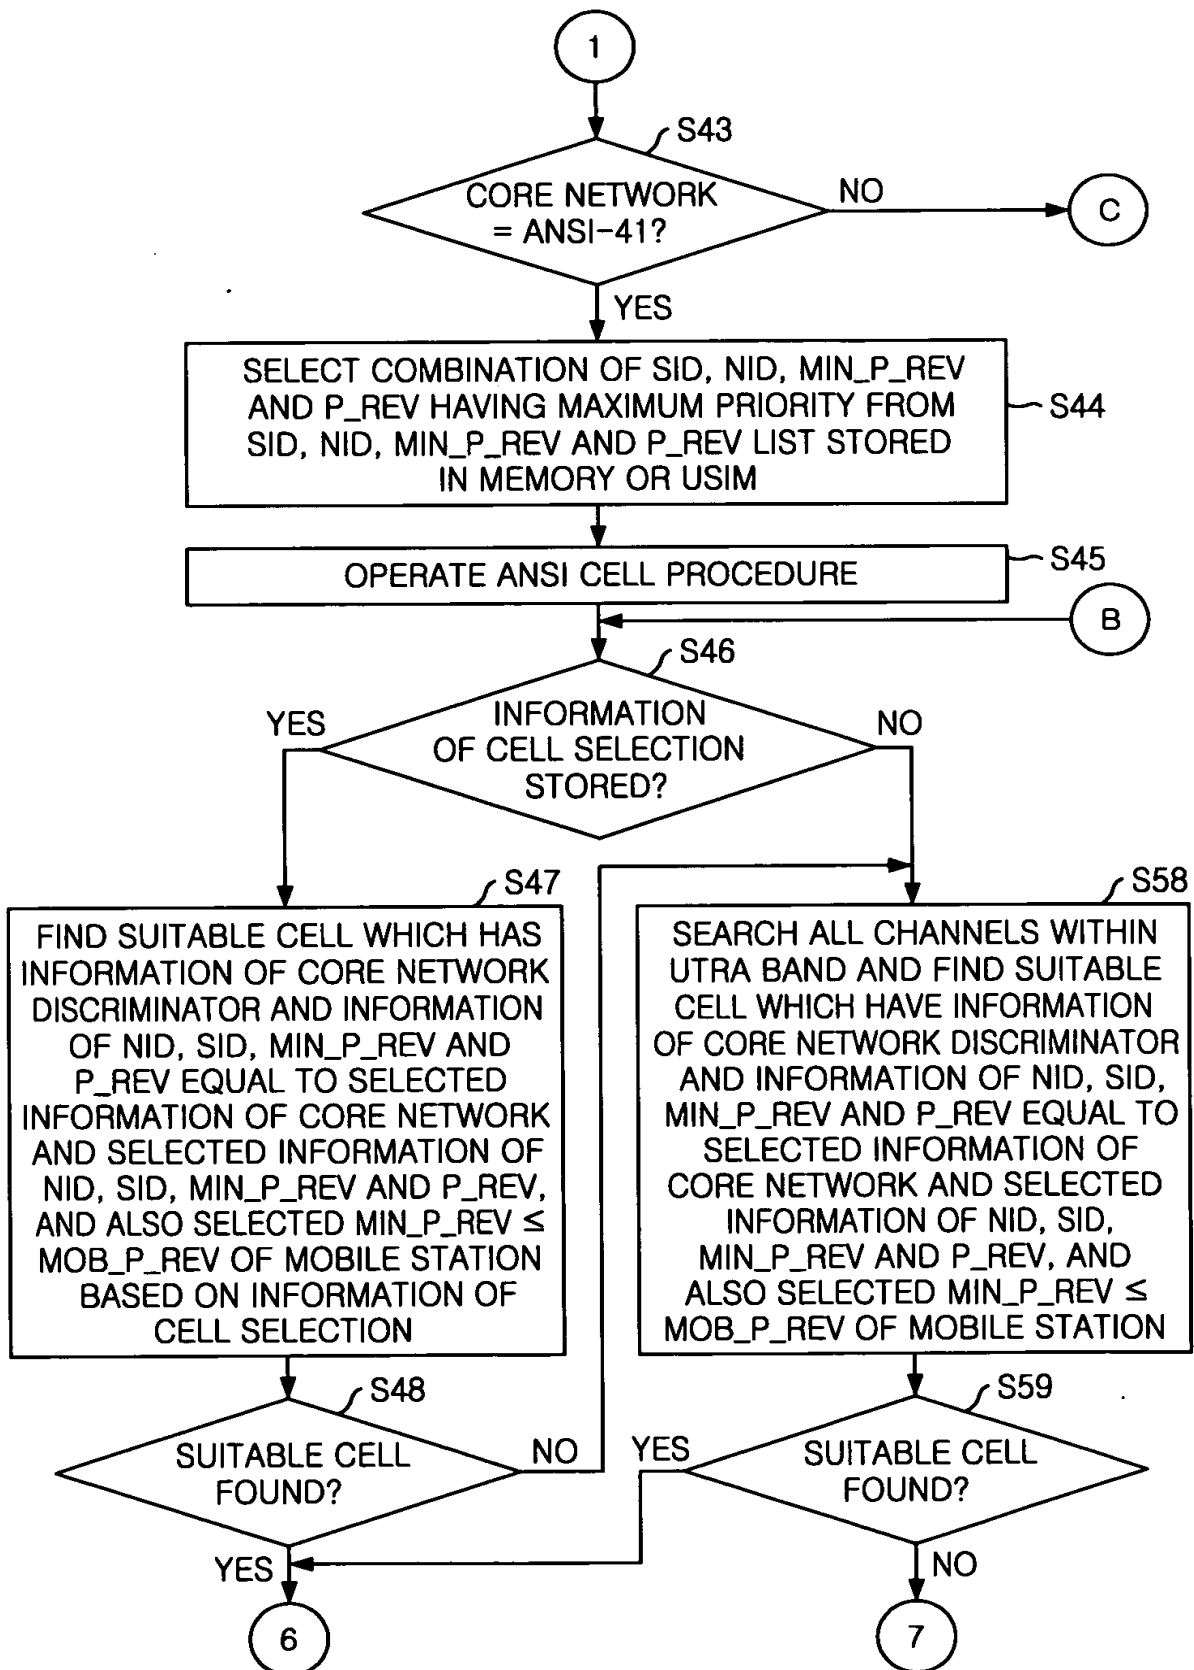 1
S43
CORE NETWORK
= ANSI-41?
NO
C
YES
SELECT COMBINATION OF SID, NID, MIN_P_REV
AND P_REV HAVING MAXIMUM PRIORITY FROM
SID, NID, MIN_P_REV AND P_REV LIST STORED
IN MEMORY OR USIM
S44
OPERATE ANSI CELL PROCEDURE
S45
B
S46
INFORMATION
OF CELL SELECTION
STORED?
YES
NO
S47
FIND SUITABLE CELL WHICH HAS
INFORMATION OF CORE NETWORK
DISCRIMINATOR AND INFORMATION
OF NID, SID, MIN_P_REV AND
P_REV EQUAL TO SELECTED
INFORMATION OF CORE NETWORK
AND SELECTED INFORMATION OF
NID, SID, MIN_P_REV AND P_REV,
AND ALSO SELECTED MIN_P_REV ≤
MOB_P_REV OF MOBILE STATION
BASED ON INFORMATION OF
CELL SELECTION
S58
SEARCH ALL CHANNELS WITHIN
UTRA BAND AND FIND SUITABLE
CELL WHICH HAVE INFORMATION
OF CORE NETWORK DISCRIMINATOR
AND INFORMATION OF NID, SID,
MIN_P_REV AND P_REV EQUAL TO
SELECTED INFORMATION OF
CORE NETWORK AND SELECTED
INFORMATION OF NID, SID,
MIN_P_REV AND P_REV, AND
ALSO SELECTED MIN_P_REV ≤
MOB_P_REV OF MOBILE STATION
S48
SUITABLE CELL
FOUND?
NO
YES
S59
SUITABLE CELL
FOUND?
YES
NO
6
7